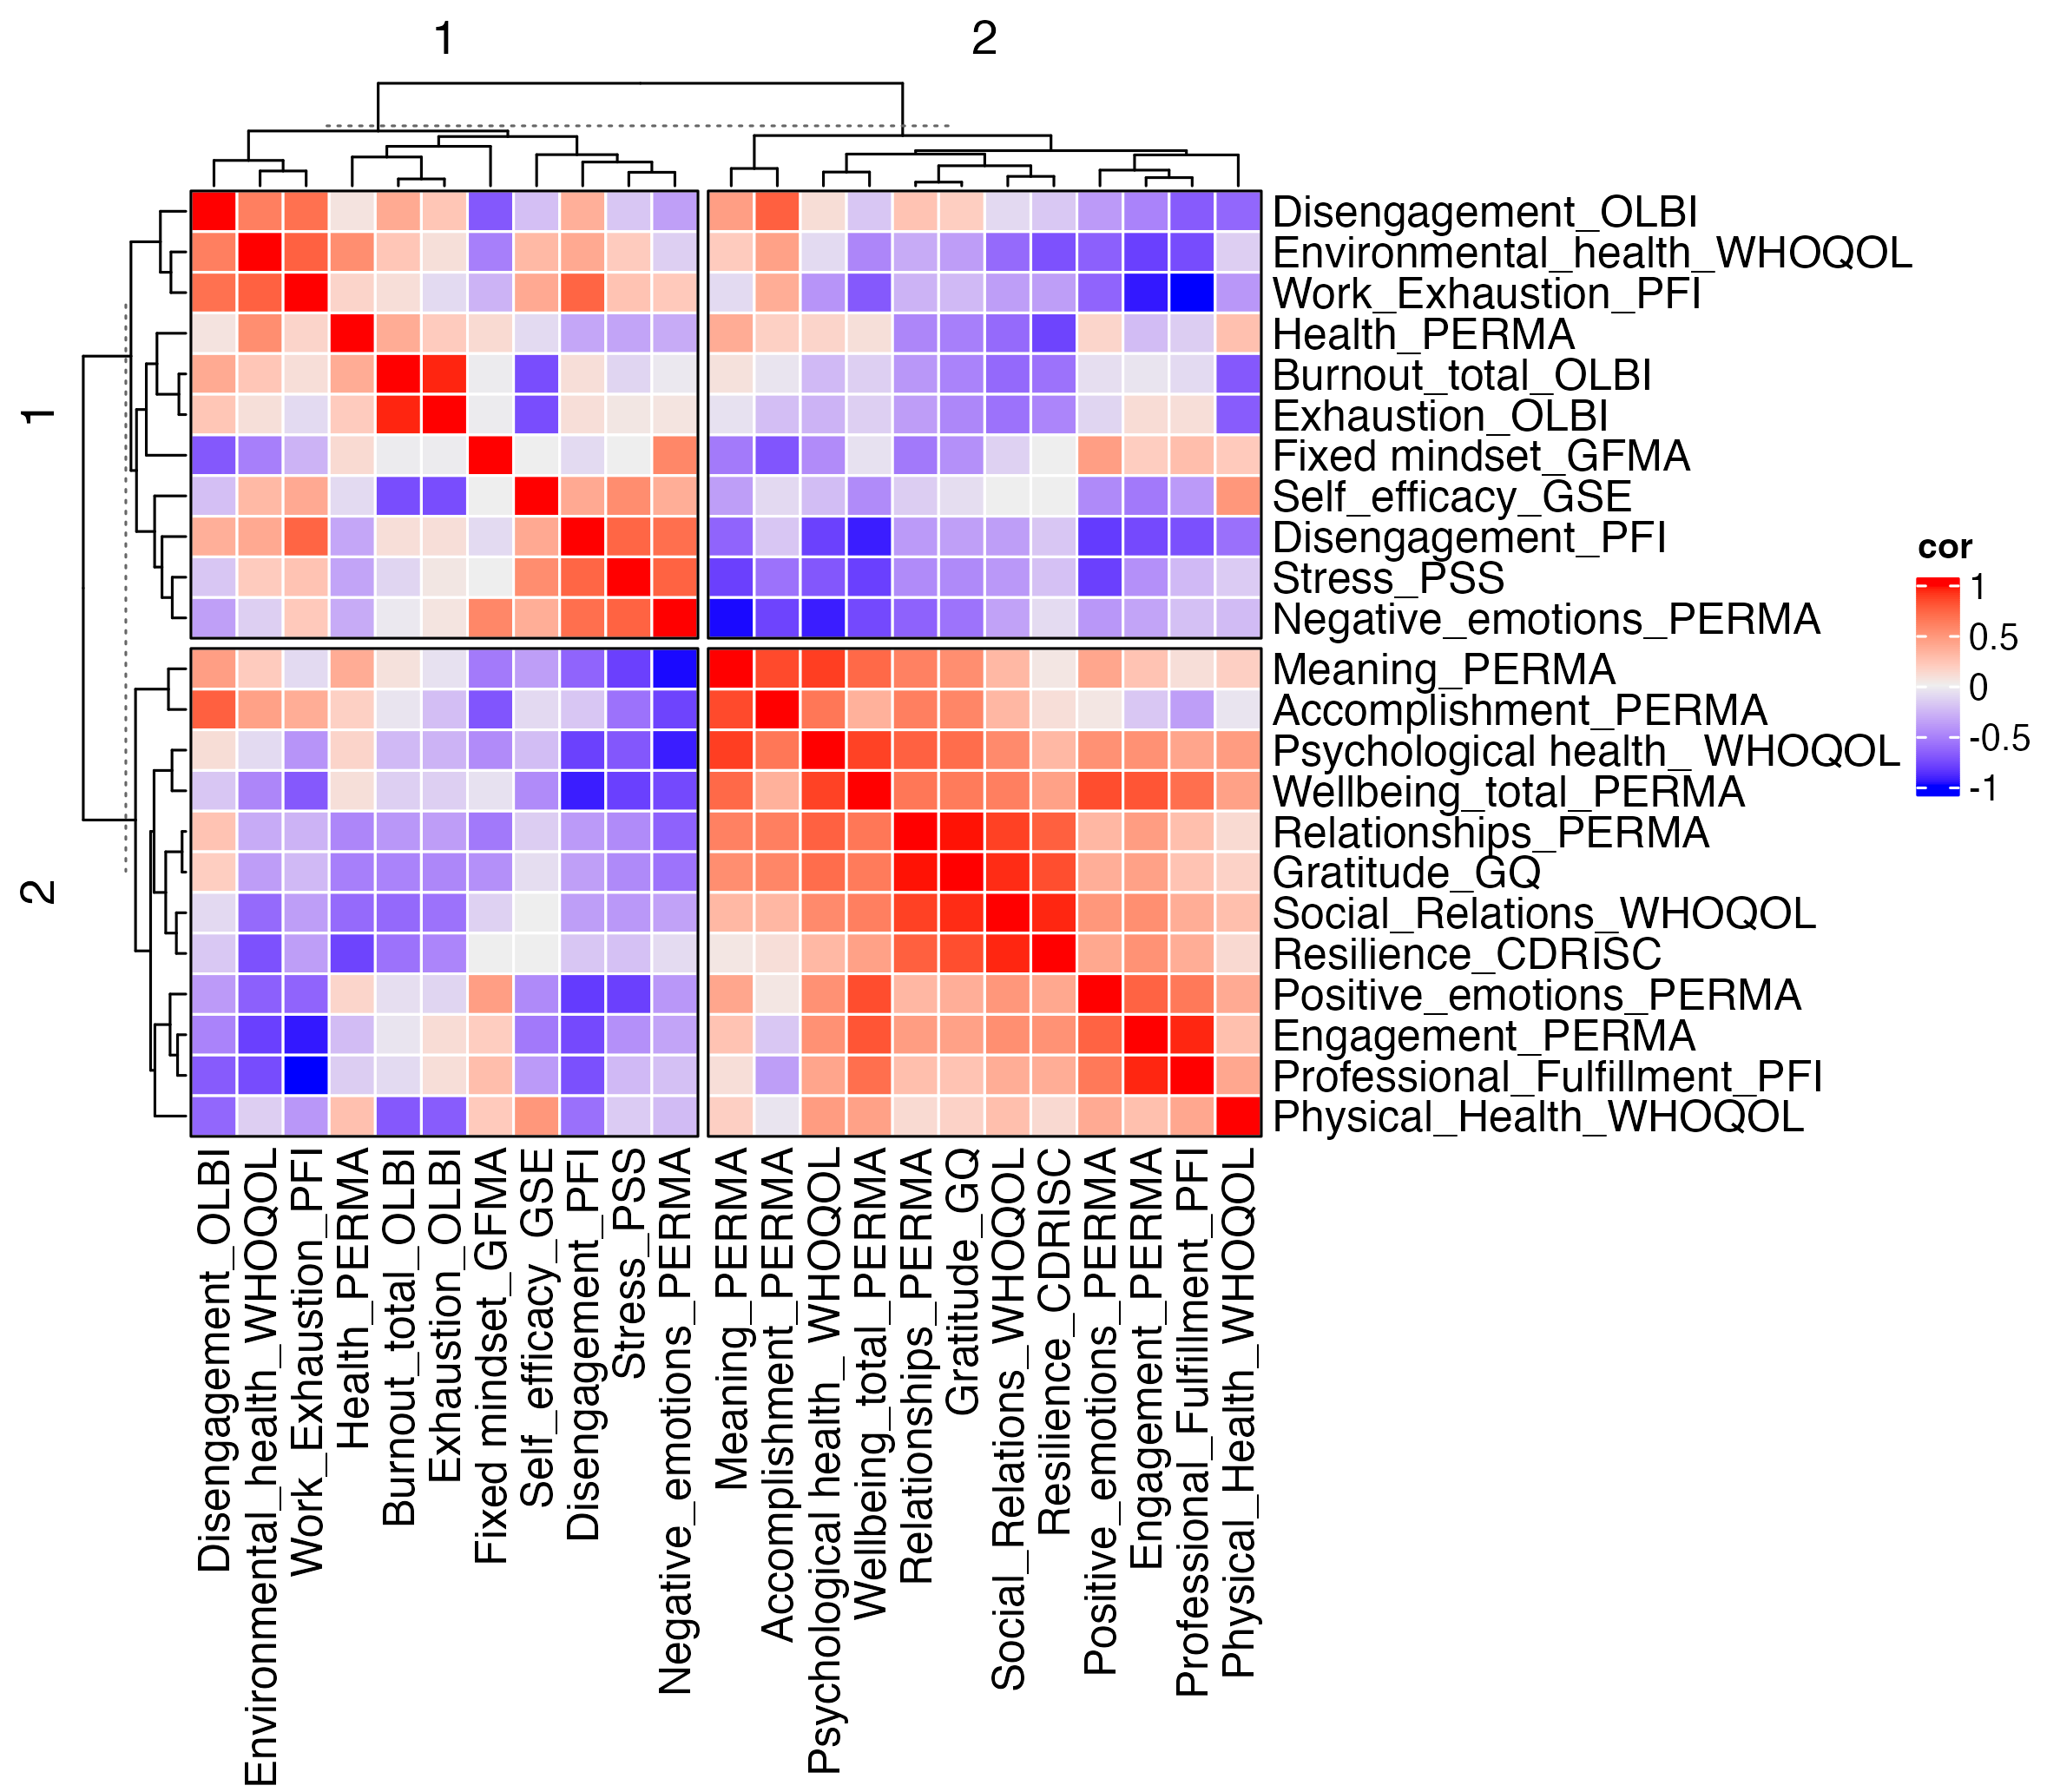 1
2
1
2
Disengagement_OLBI
Environmental_health_WHOQOL
Work_Exhaustion_PFI
Health_PERMA
Burnout_total_OLBI
Exhaustion_OLBI
Fixed mindset_GFMA
Self_efficacy_GSE
Disengagement_PFI
Stress_PSS
Negative_emotions_PERMA
Meaning_PERMA
Accomplishment_PERMA
Psychological health_ WHOQOL
Wellbeing_total_PERMA
Relationships_PERMA
Gratitude_GQ
Social_Relations_WHOQOL
Resilience_CDRISC
Positive_emotions_PERMA
Engagement_PERMA
Professional_Fulfillment_PFI
Physical_Health_WHOQOL
cor
1
0.5
0
-0.5
-1
Disengagement_OLBI
Environmental_health_WHOQOL
Work_Exhaustion_PFI
Health_PERMA
Burnout_total_OLBI
Exhaustion_OLBI
Fixed mindset_GFMA
Self_efficacy_GSE
Disengagement_PFI
Stress_PSS
Negative_emotions_PERMA
Meaning_PERMA
Accomplishment_PERMA
Psychological health_ WHOQOL
Wellbeing_total_PERMA
Relationships_PERMA
Gratitude_GQ
Social_Relations_WHOQOL
Resilience_CDRISC
Positive_emotions_PERMA
Engagement_PERMA
Professional_Fulfillment_PFI
Physical_Health_WHOQOL